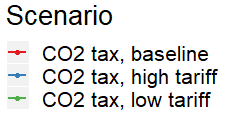 Scenario
CO2 tax, baseline
CO2 tax, high tariff
CO2 tax, low tariff